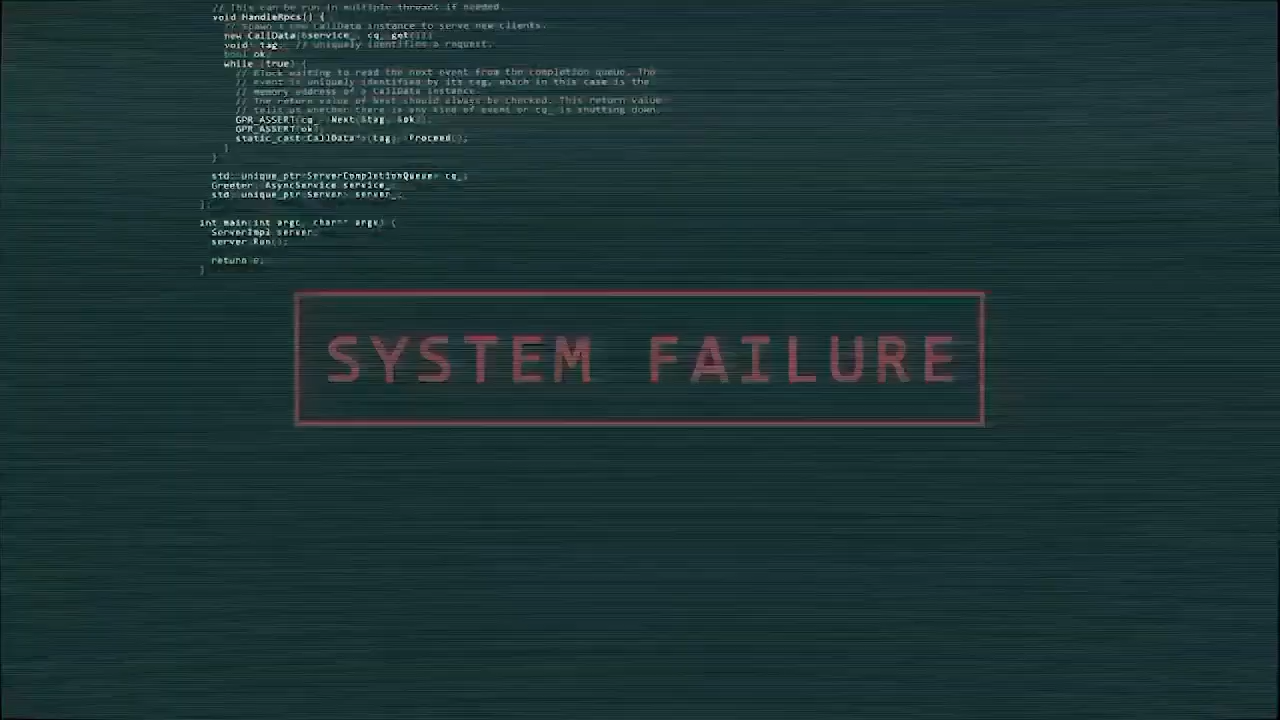 // This can be run in multiple threads if needed.
void HandleRpcs() {
// Spawn a new CallData instance to serve new clients.
new CallData(&service_, cq_.get());
void* tag; // uniquely identifies a request.
bool ok;
while (true) {
// Block waiting to read the next event from the completion queue. The
// event is uniquely identified by its tag, which in this case is the
// memory address of a CallData instance.
// The return value of Next should always be checked. This return value
// tells us whether there is any kind of event or cq_ is shutting down.
GPR_ASSERT(cq_->Next(&tag, &ok));
GPR_ASSERT(ok);
static_cast<CallData*>(tag)->Proceed();
}
}
std::unique_ptr<ServerCompletionQueue> cq_;
Greeter::AsyncService service_;
std::unique_ptr<Server> server_;
};
int main(int argc, char** argv) {
ServerImpl server;
server.Run();
return 0;
}
SYSTEM FAILURE